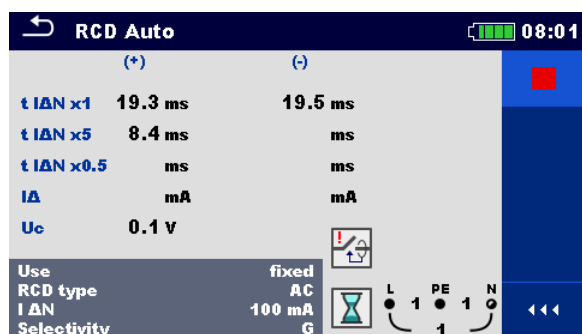 RCD Auto 08:01
(+) (-)
t IΔN x1 19.3 ms 19.5 ms
t IΔN x5 8.4 ms ms
t IΔN x0.5 ms ms
IΔ mA mA
Uc 0.1 V
Use fixed
RCD type AC
I ΔN 100 mA
Selectivity G
L PE N
1 1
1